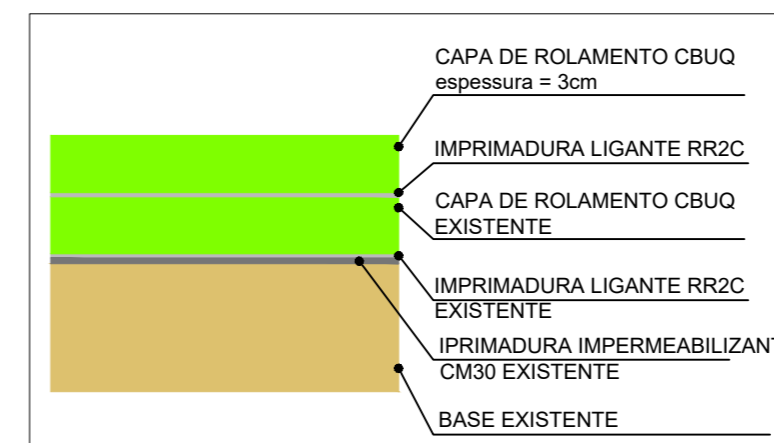 CAPA DE ROLAMENTO CBUQ
espessura = 3cm
IMPRIMADURA LIGANTE RR2C
CAPA DE ROLAMENTO CBUQ
EXISTENTE
IMPRIMADURA LIGANTE RR2C
EXISTENTE
IPRIMADURA IMPERMEABILIZANT
CM30 EXISTENTE
BASE EXISTENTE